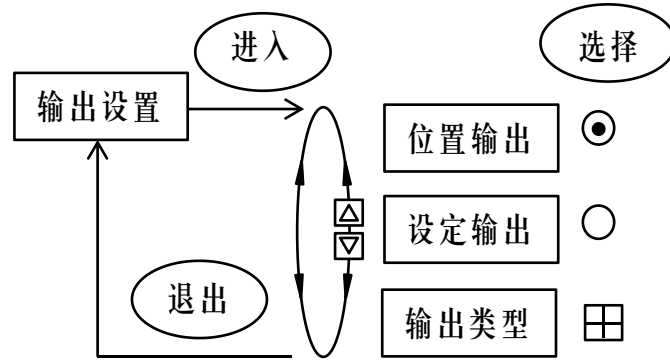 进入
选择
输出设置
位置输出
设定输出
退出
输出类型